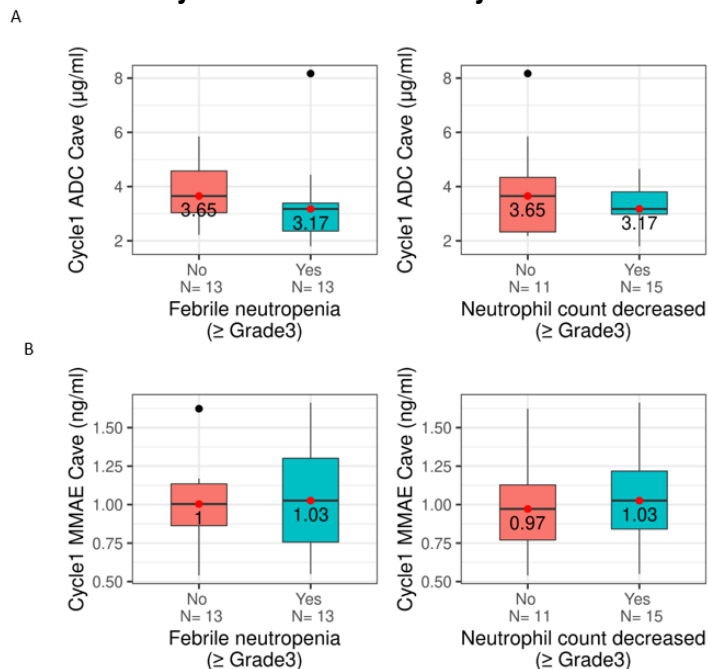 A
Cycle1 ADC Cave (µg/ml)
8
6
4
2
3.65
3.17
No
Yes
N= 13
N= 13
Febrile neutropenia
(≥ Grade3)
Cycle1 ADC Cave (µg/ml)
8
6
4
2
3.65
3.17
No
Yes
N= 11
N= 15
Neutrophil count decreased
(≥ Grade3)
B
Cycle1 MMAE Cave (ng/ml)
1.50
1.25
1.00
0.75
0.50
1
1.03
No
Yes
N= 13
N= 13
Febrile neutropenia
(≥ Grade3)
Cycle1 MMAE Cave (ng/ml)
1.50
1.25
1.00
0.75
0.50
0.97
1.03
No
Yes
N= 11
N= 15
Neutrophil count decreased
(≥ Grade3)